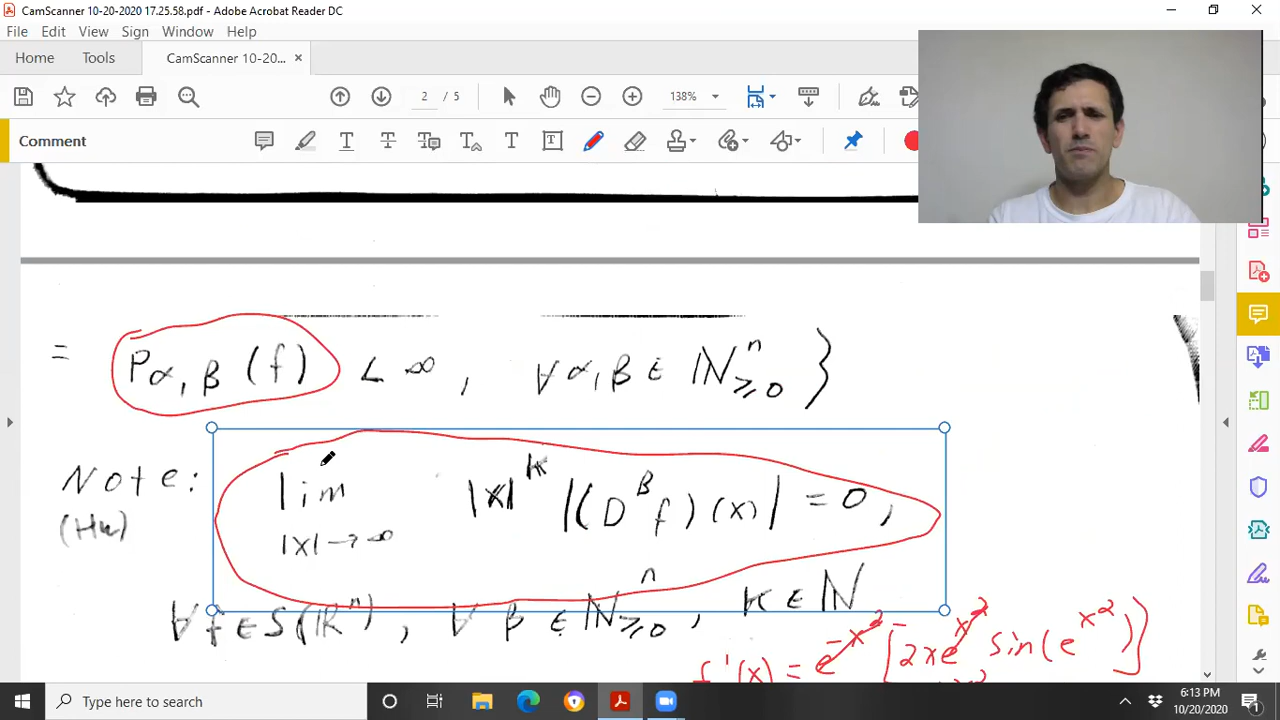 CamScanner 10-20-2020 17.25.58.pdf - Adobe Acrobat Reader DC
File Edit View Sign Window Help
Home Tools CamScanner 10-20... ×
2 / 5 138%
Comment
= Pα,β (f) < ∞ , ∀ α,β ∈ ℕⁿ≥0 }
Note: lim |x|^k |(D^β f)(x)| = 0,
(Hw) |x| → ∞
∀ f ∈ S(ℝⁿ), ∀ β ∈ ℕⁿ≥0, k ∈ ℕ
f'(x) = e^-x² [-2xe^x² sin(e^x²)]
Type here to search
6:13 PM
10/20/2020